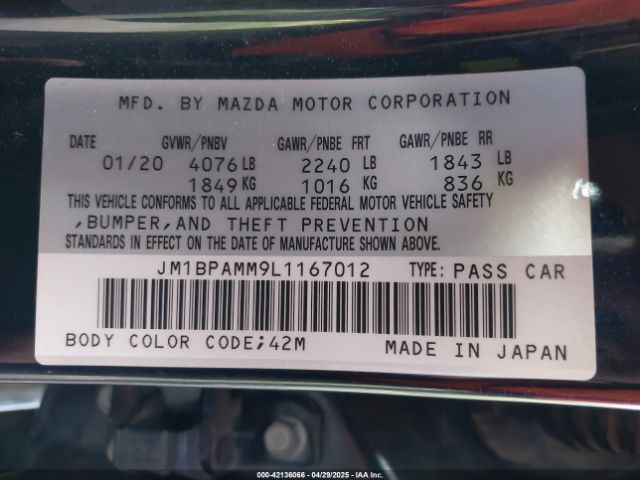 MFD. BY MAZDA MOTOR CORPORATION
DATE GVWR/PNBV GAWR/PNBE FRT GAWR/PNBE RR
01/20 4076 LB 2240 LB 1843 LB
1849 KG 1016 KG 836 KG
THIS VEHICLE CONFORMS TO ALL APPLICABLE FEDERAL MOTOR VEHICLE SAFETY
,BUMPER,AND THEFT PREVENTION
STANDARDS IN EFFECT ON THE DATE OF MANUFACTURE SHOWN ABOVE.
JM1BPAMM9L1167012 TYPE: PASS CAR
BODY COLOR CODE;42M MADE IN JAPAN
000-42136066 - 04/29/2025 - IAA Inc.